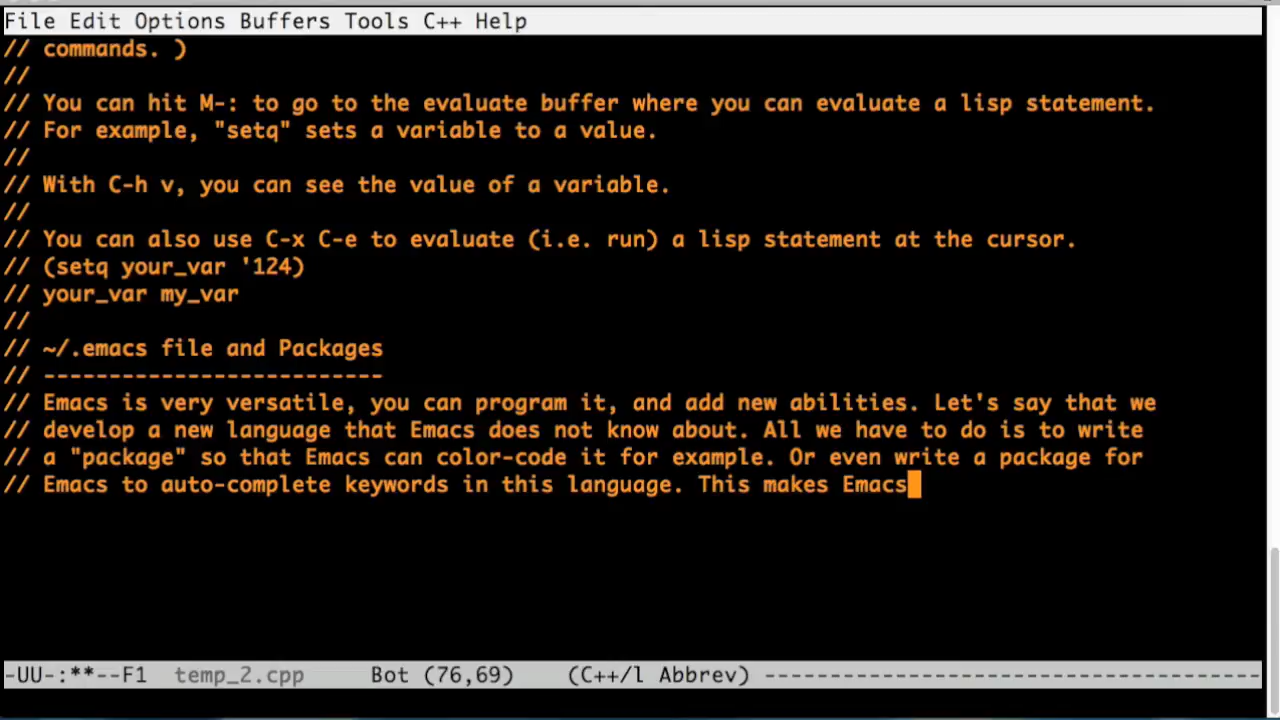 File Edit Options Buffers Tools C++ Help
// commands. )
//
// You can hit M-: to go to the evaluate buffer where you can evaluate a lisp statement.
// For example, "setq" sets a variable to a value.
//
// With C-h v, you can see the value of a variable.
//
// You can also use C-x C-e to evaluate (i.e. run) a lisp statement at the cursor.
// (setq your_var '124)
// your_var my_var
//
// ~/.emacs file and Packages
// --------------------------
// Emacs is very versatile, you can program it, and add new abilities. Let's say that we
// develop a new language that Emacs does not know about. All we have to do is to write
// a "package" so that Emacs can color-code it for example. Or even write a package for
// Emacs to auto-complete keywords in this language. This makes Emacs
-UU-:**--F1  temp_2.cpp     Bot (76,69)    (C++/l Abbrev) --------------------------------------